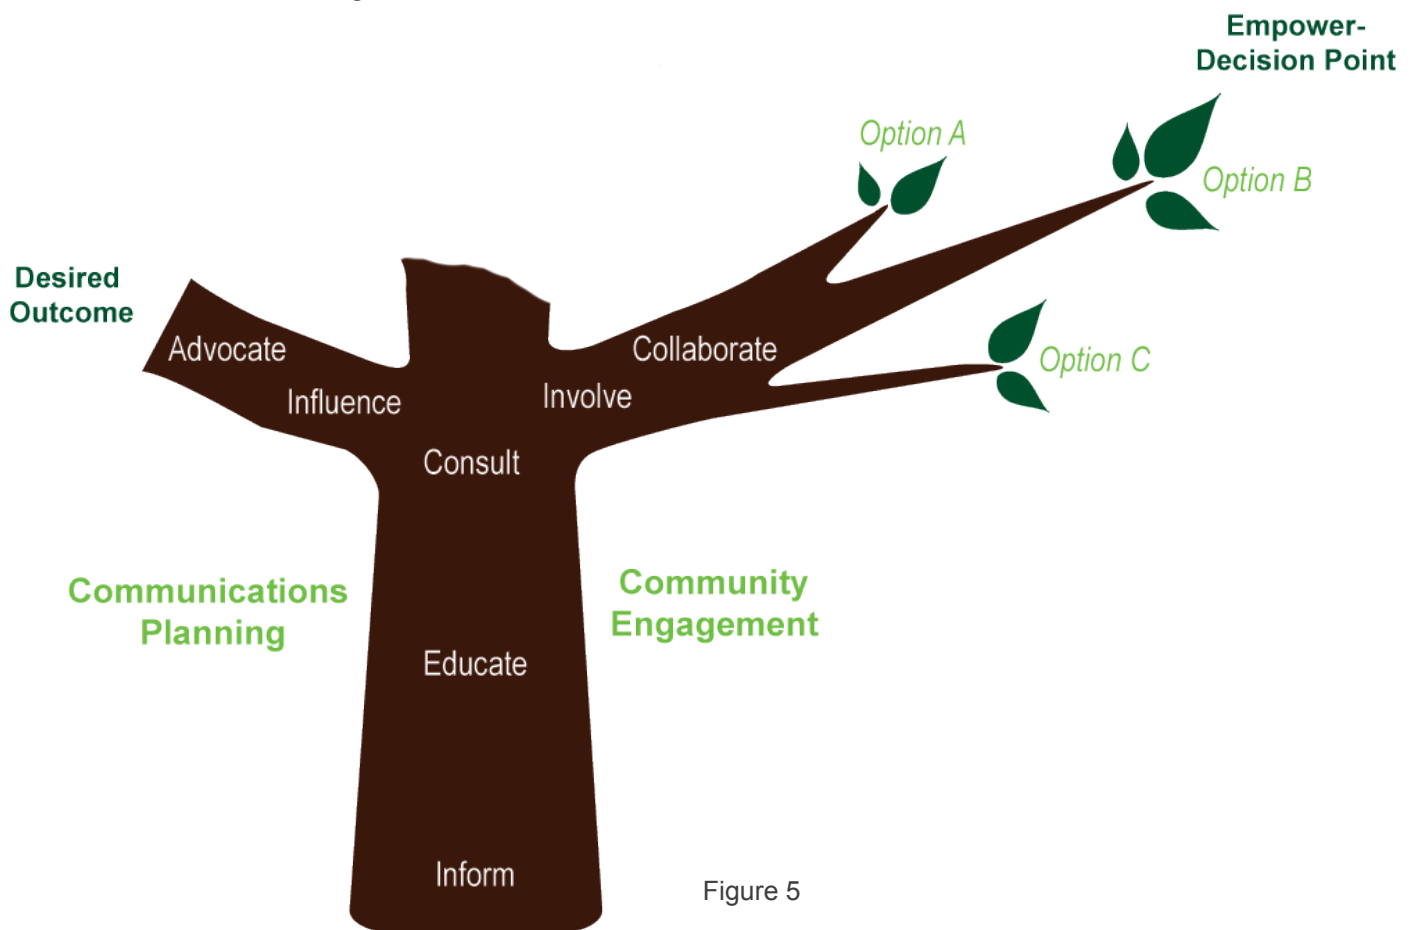 Empower-
Decision Point
Option A
Option B
Desired
Outcome
Advocate
Collaborate
Option C
Influence
Involve
Consult
Communications
Planning
Community
Engagement
Educate
Inform
Figure 5